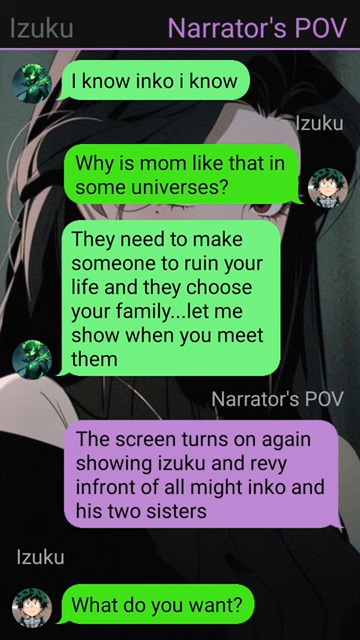 Izuku
Narrator's POV
I know inko i know
Izuku
Why is mom like that in
some universes?
They need to make
someone to ruin your
life and they choose
your family...let me
show when you meet
them
Narrator's POV
The screen turns on again
showing izuku and revy
infront of all might inko and
his two sisters
Izuku
What do you want?